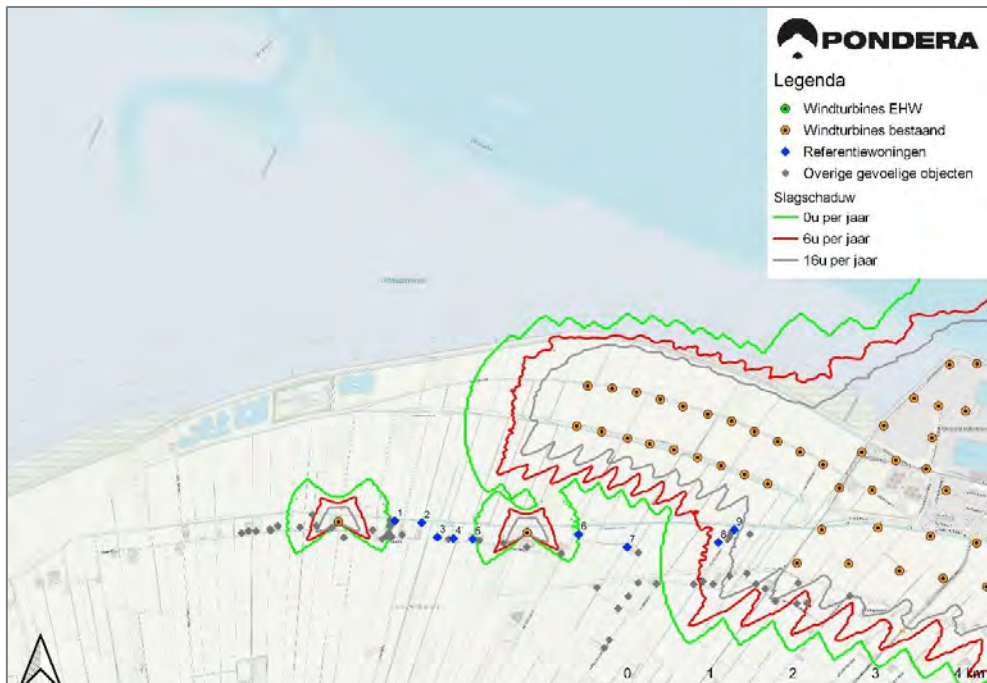 PONDERA
Legenda
Windturbines EHW
Windturbines bestaand
Referentiewoningen
Overige gevoelige objecten
Slagschaduw
0u per jaar
6u per jaar
16u per jaar
1
2
3
4
5
6
7
8
9
0 1 2 3 4 km